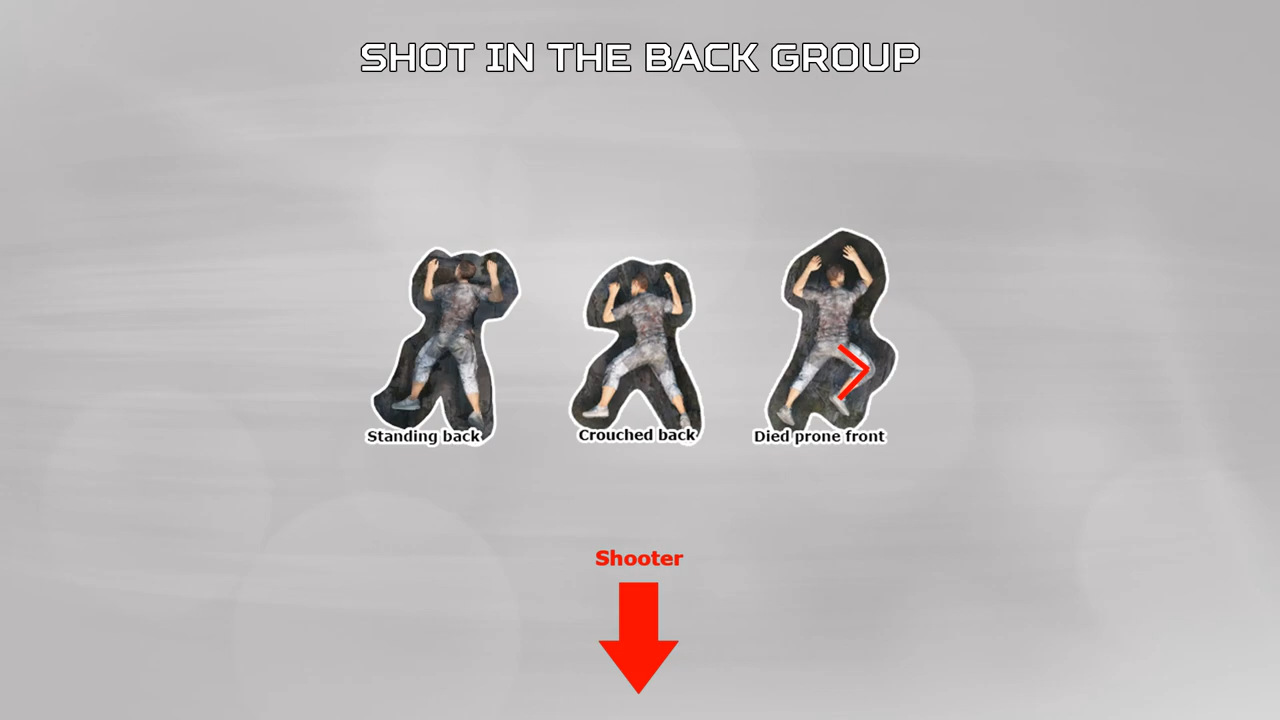 SHOT IN THE BACK GROUP
Standing back
Crouched back
Died prone front
Shooter